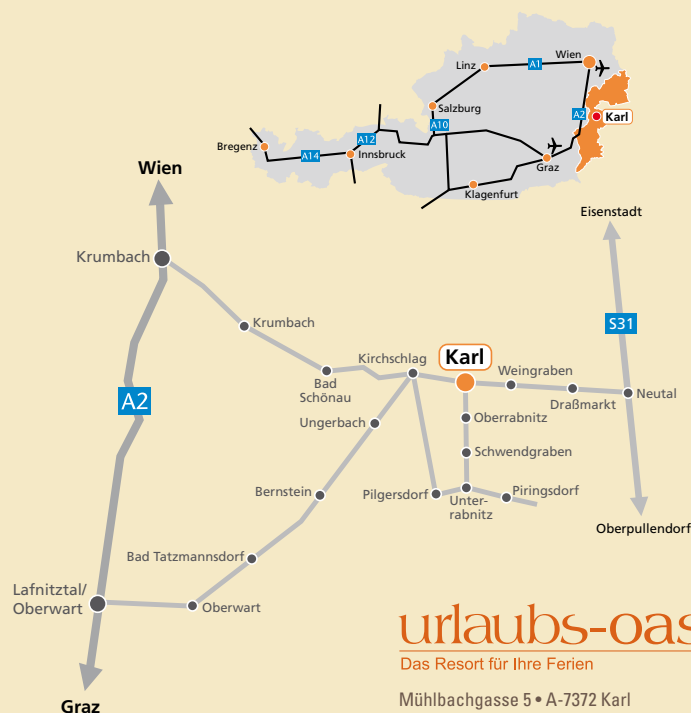 Wien
Linz
A1
Salzburg
A2
Karl
A10
A12
Bregenz
A14
Innsbruck
Graz
Klagenfurt
Wien
Eisenstadt
Krumbach
Krumbach
S31
Kirchschlag
Karl
Weingraben
Bad
Schönau
Draßmarkt
Neutal
A2
Ungerbach
Oberrabnitz
Schwendgraben
Bernstein
Pilgersdorf
Unter-
rabnitz
Piringsdorf
Oberpullendorf
Bad Tatzmannsdorf
Lafnitztal/
Oberwart
Oberwart
urlaubs-oas
Das Resort für Ihre Ferien
Mühlbachgasse 5 • A-7372 Karl
Graz